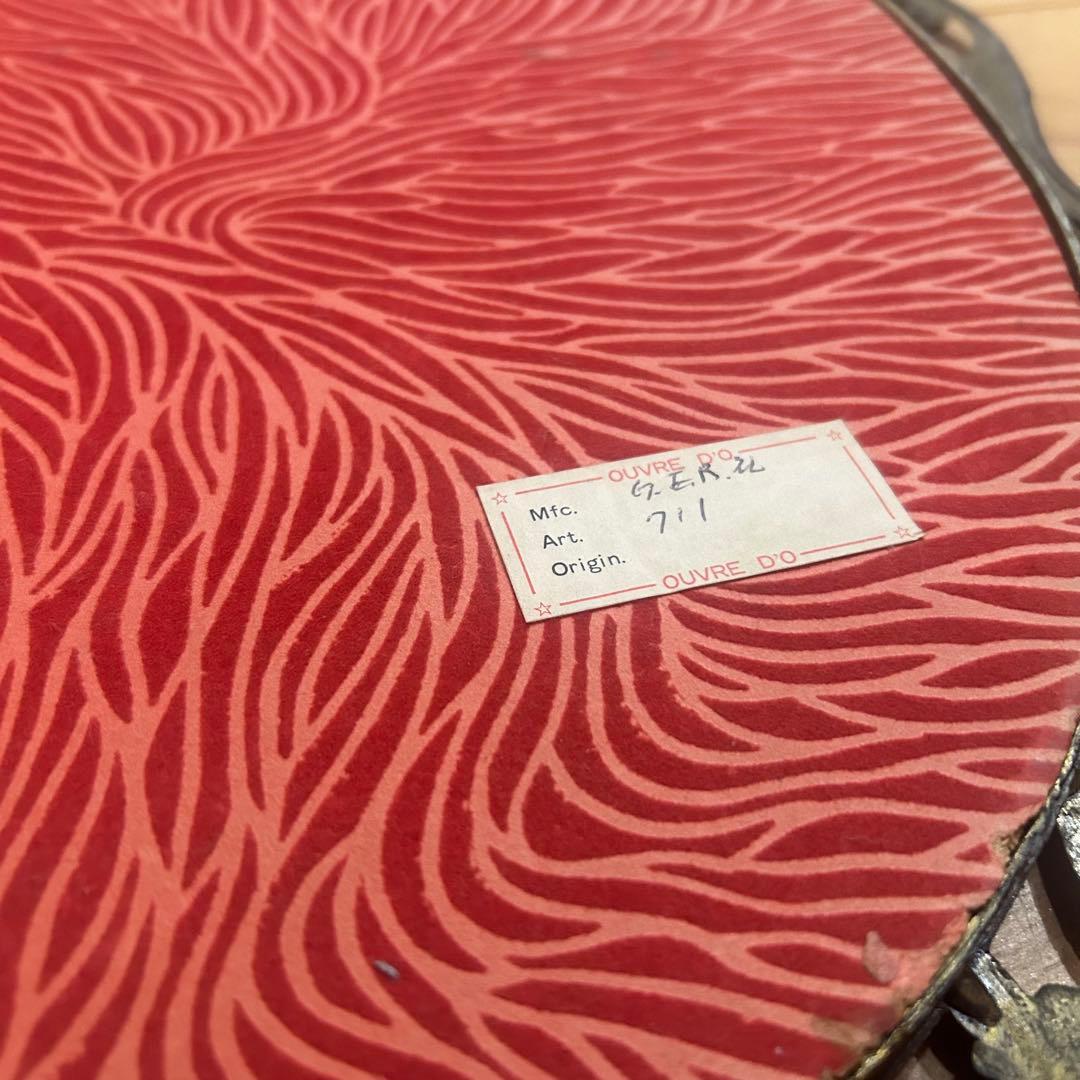 OUVRE D'O
Mfc. G.E.R.
Art. 711
Origin.
OUVRE D'O